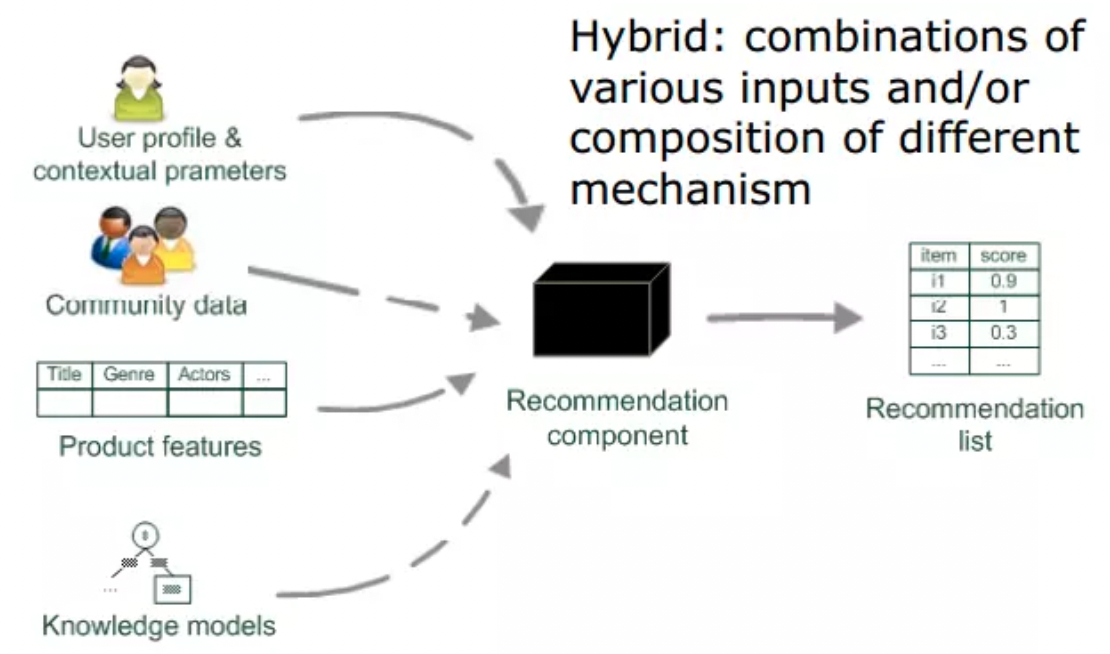 Hybrid: combinations of
various inputs and/or
composition of different
mechanism
User profile &
contextual prameters
Community data
Title Genre Actors ...
Product features
Knowledge models
...
Recommendation
component
item score
i1 0.9
i2 1
i3 0.3
... ...
Recommendation
list